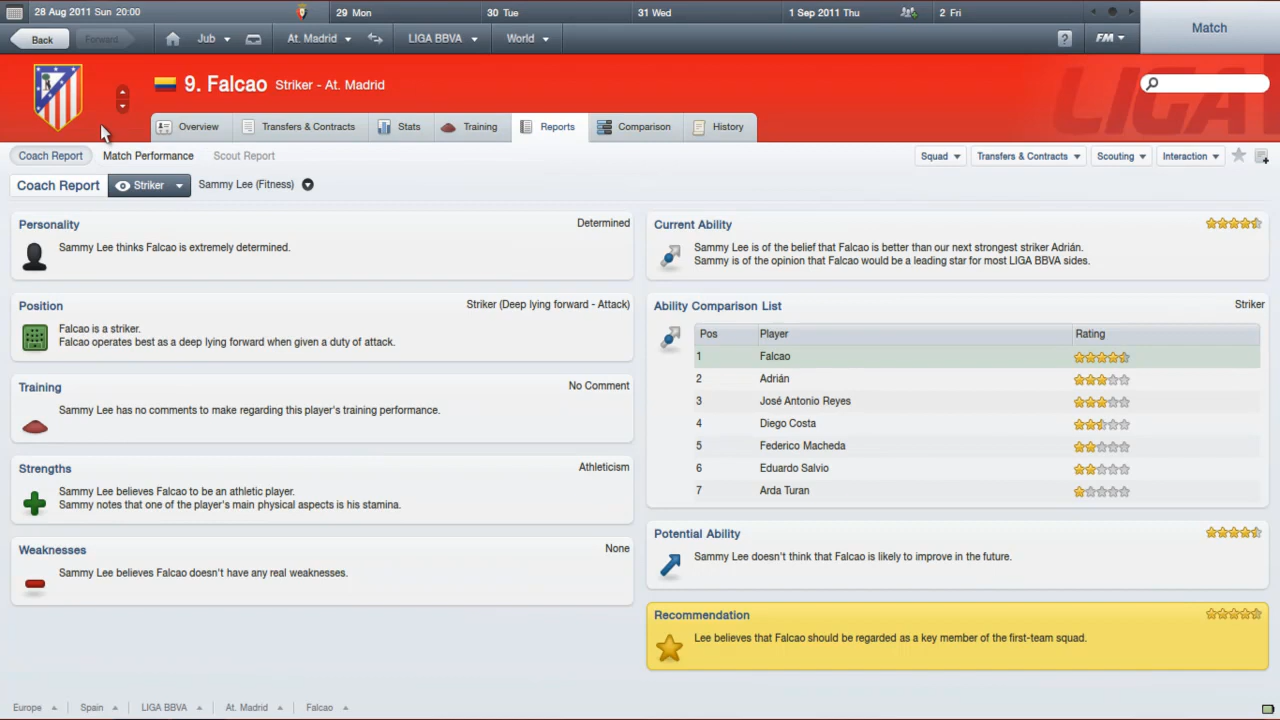 28 Aug 2011 Sun 20:00
29 Mon
30 Tue
31 Wed
1 Sep 2011 Thu
2 Fri
Match
Back
Forward
Jub
At. Madrid
LIGA BBVA
World
?
FM
9. Falcao Striker - At. Madrid
LIGA
Overview
Transfers & Contracts
Stats
Training
Reports
Comparison
History
Coach Report
Match Performance
Scout Report
Squad
Transfers & Contracts
Scouting
Interaction
Coach Report
Striker
Sammy Lee (Fitness)
Personality
Determined
Sammy Lee thinks Falcao is extremely determined.
Position
Striker (Deep lying forward - Attack)
Falcao is a striker.
Falcao operates best as a deep lying forward when given a duty of attack.
Training
No Comment
Sammy Lee has no comments to make regarding this player's training performance.
Strengths
Athleticism
Sammy Lee believes Falcao to be an athletic player.
Sammy notes that one of the player's main physical aspects is his stamina.
Weaknesses
None
Sammy Lee believes Falcao doesn't have any real weaknesses.
Current Ability
Sammy Lee is of the belief that Falcao is better than our next strongest striker Adrián.
Sammy is of the opinion that Falcao would be a leading star for most LIGA BBVA sides.
Ability Comparison List
Striker
Pos Player Rating
1 Falcao
2 Adrián
3 José Antonio Reyes
4 Diego Costa
5 Federico Macheda
6 Eduardo Salvio
7 Arda Turan
Potential Ability
Sammy Lee doesn't think that Falcao is likely to improve in the future.
Recommendation
Lee believes that Falcao should be regarded as a key member of the first-team squad.
Europe
Spain
LIGA BBVA
At. Madrid
Falcao